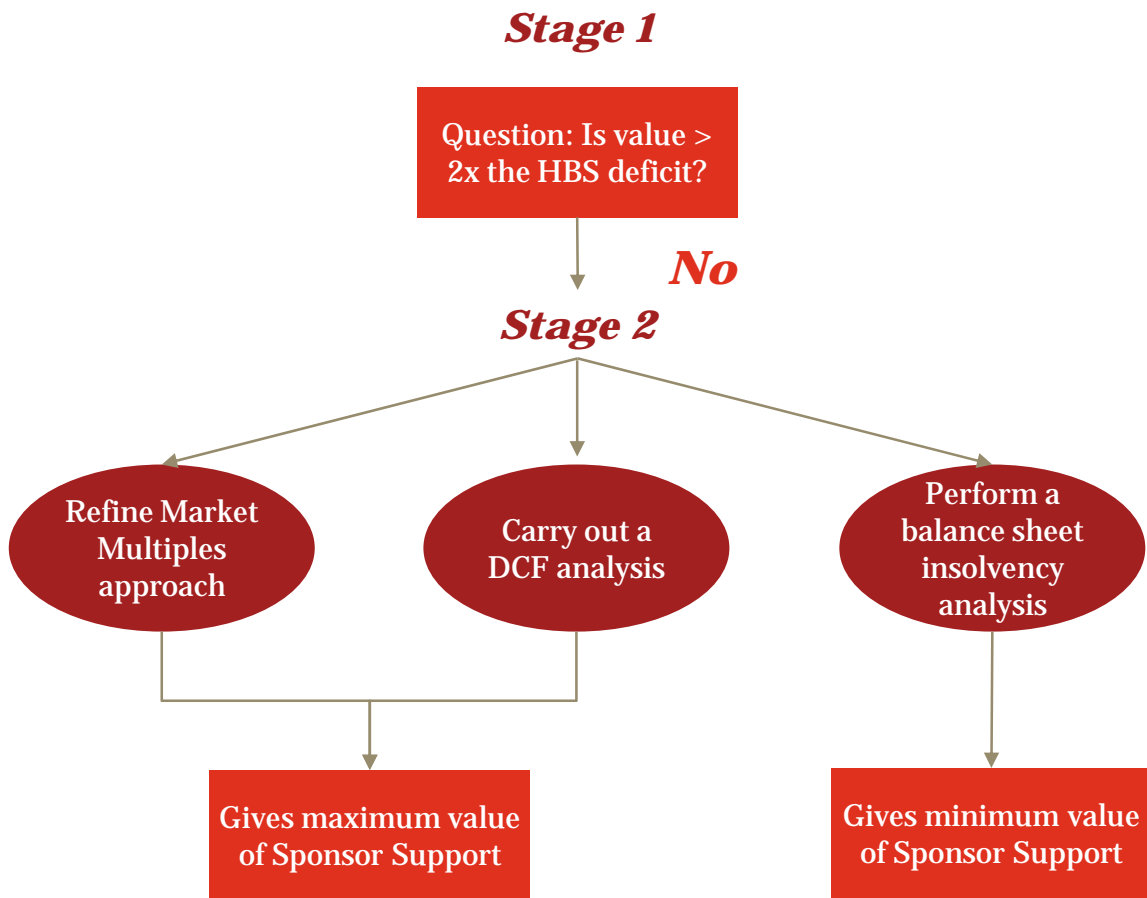 Stage 1
Question: Is value >
2x the HBS deficit?
No
Stage 2
Refine Market
Multiples
approach
Carry out a
DCF analysis
Perform a
balance sheet
insolvency
analysis
Gives maximum value
of Sponsor Support
Gives minimum value
of Sponsor Support